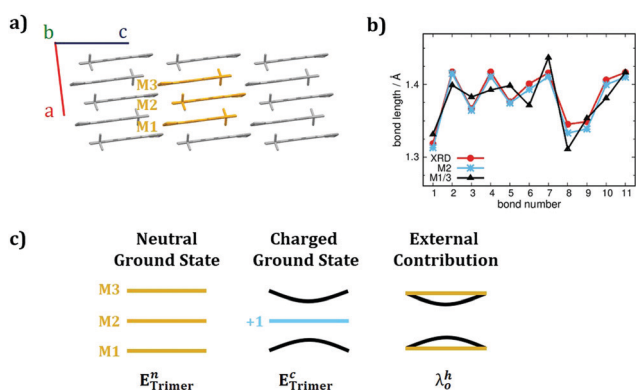 a)
b
c
a
M3
M2
M1
b)
bond length / Å
1.4
1.3
XRD
M2
M1/3
1 2 3 4 5 6 7 8 9 10 11
bond number
c)
Neutral Ground State
Charged Ground State
External Contribution
M3
M2
M1
+1
E^n_Trimer
E^c_Trimer
λ^h_o